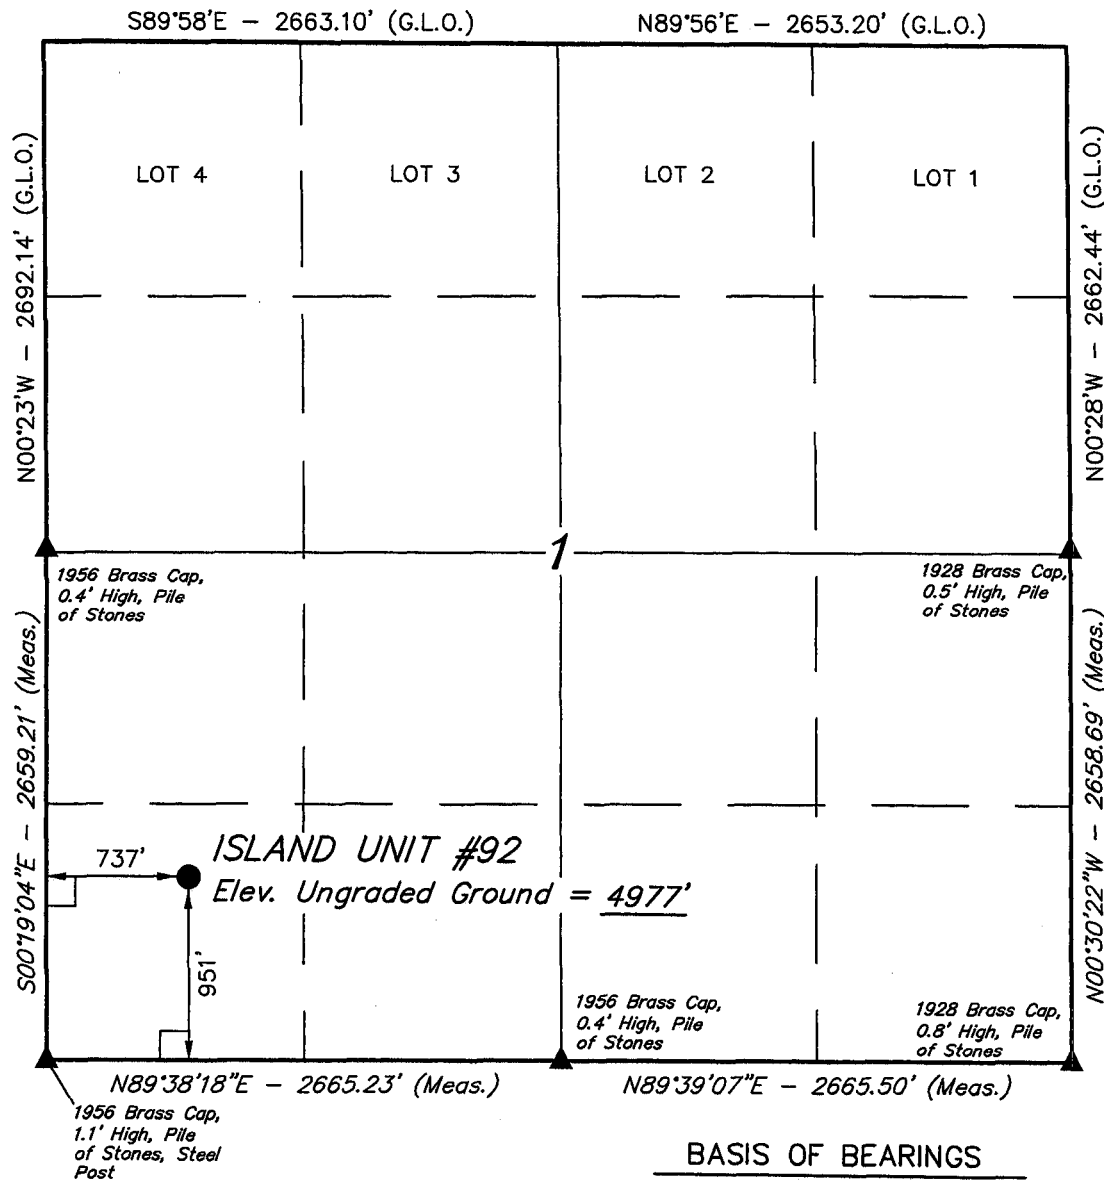 S89°58'E - 2663.10' (G.L.O.)
N89°56'E - 2653.20' (G.L.O.)
N00°23'W - 2692.14' (G.L.O.)
LOT 4
LOT 3
LOT 2
LOT 1
N00°28'W - 2662.44' (G.L.O.)
1
1956 Brass Cap,
0.4' High, Pile
of Stones
1928 Brass Cap,
0.5' High, Pile
of Stones
S00°19'04"E - 2659.21' (Meas.)
N00°30'22"W - 2658.69' (Meas.)
737'
ISLAND UNIT #92
Elev. Ungraded Ground = 4977'
951'
1956 Brass Cap,
0.4' High, Pile
of Stones
1928 Brass Cap,
0.8' High, Pile
of Stones
N89°38'18"E - 2665.23' (Meas.)
N89°39'07"E - 2665.50' (Meas.)
1956 Brass Cap,
1.1' High, Pile
of Stones, Steel
Post
BASIS OF BEARINGS